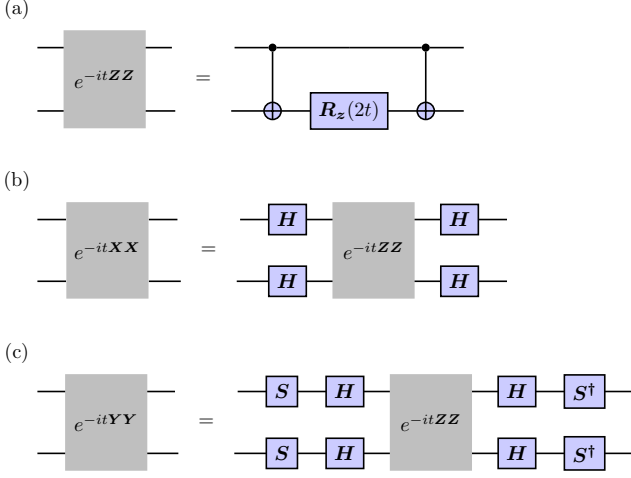 (a)
e^{-itZZ} = R_z(2t)
(b)
H H
e^{-itXX} = e^{-itZZ}
H H
(c)
S H H S†
e^{-itYY} = e^{-itZZ}
S H H S†